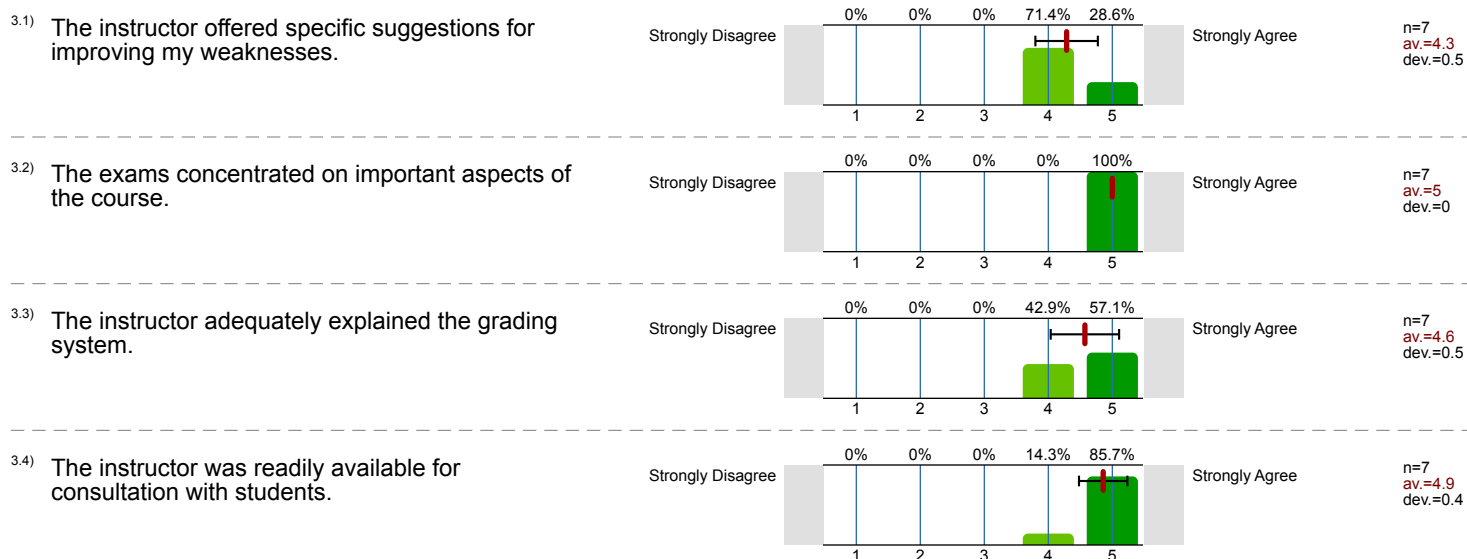 3.1) The instructor offered specific suggestions for
improving my weaknesses.
Strongly Disagree
0% 0% 0% 71.4% 28.6%
1 2 3 4 5
Strongly Agree
n=7
av.=4.3
dev.=0.5
3.2) The exams concentrated on important aspects of
the course.
Strongly Disagree
0% 0% 0% 0% 100%
1 2 3 4 5
Strongly Agree
n=7
av.=5
dev.=0
3.3) The instructor adequately explained the grading
system.
Strongly Disagree
0% 0% 0% 42.9% 57.1%
1 2 3 4 5
Strongly Agree
n=7
av.=4.6
dev.=0.5
3.4) The instructor was readily available for
consultation with students.
Strongly Disagree
0% 0% 0% 14.3% 85.7%
1 2 3 4 5
Strongly Agree
n=7
av.=4.9
dev.=0.4